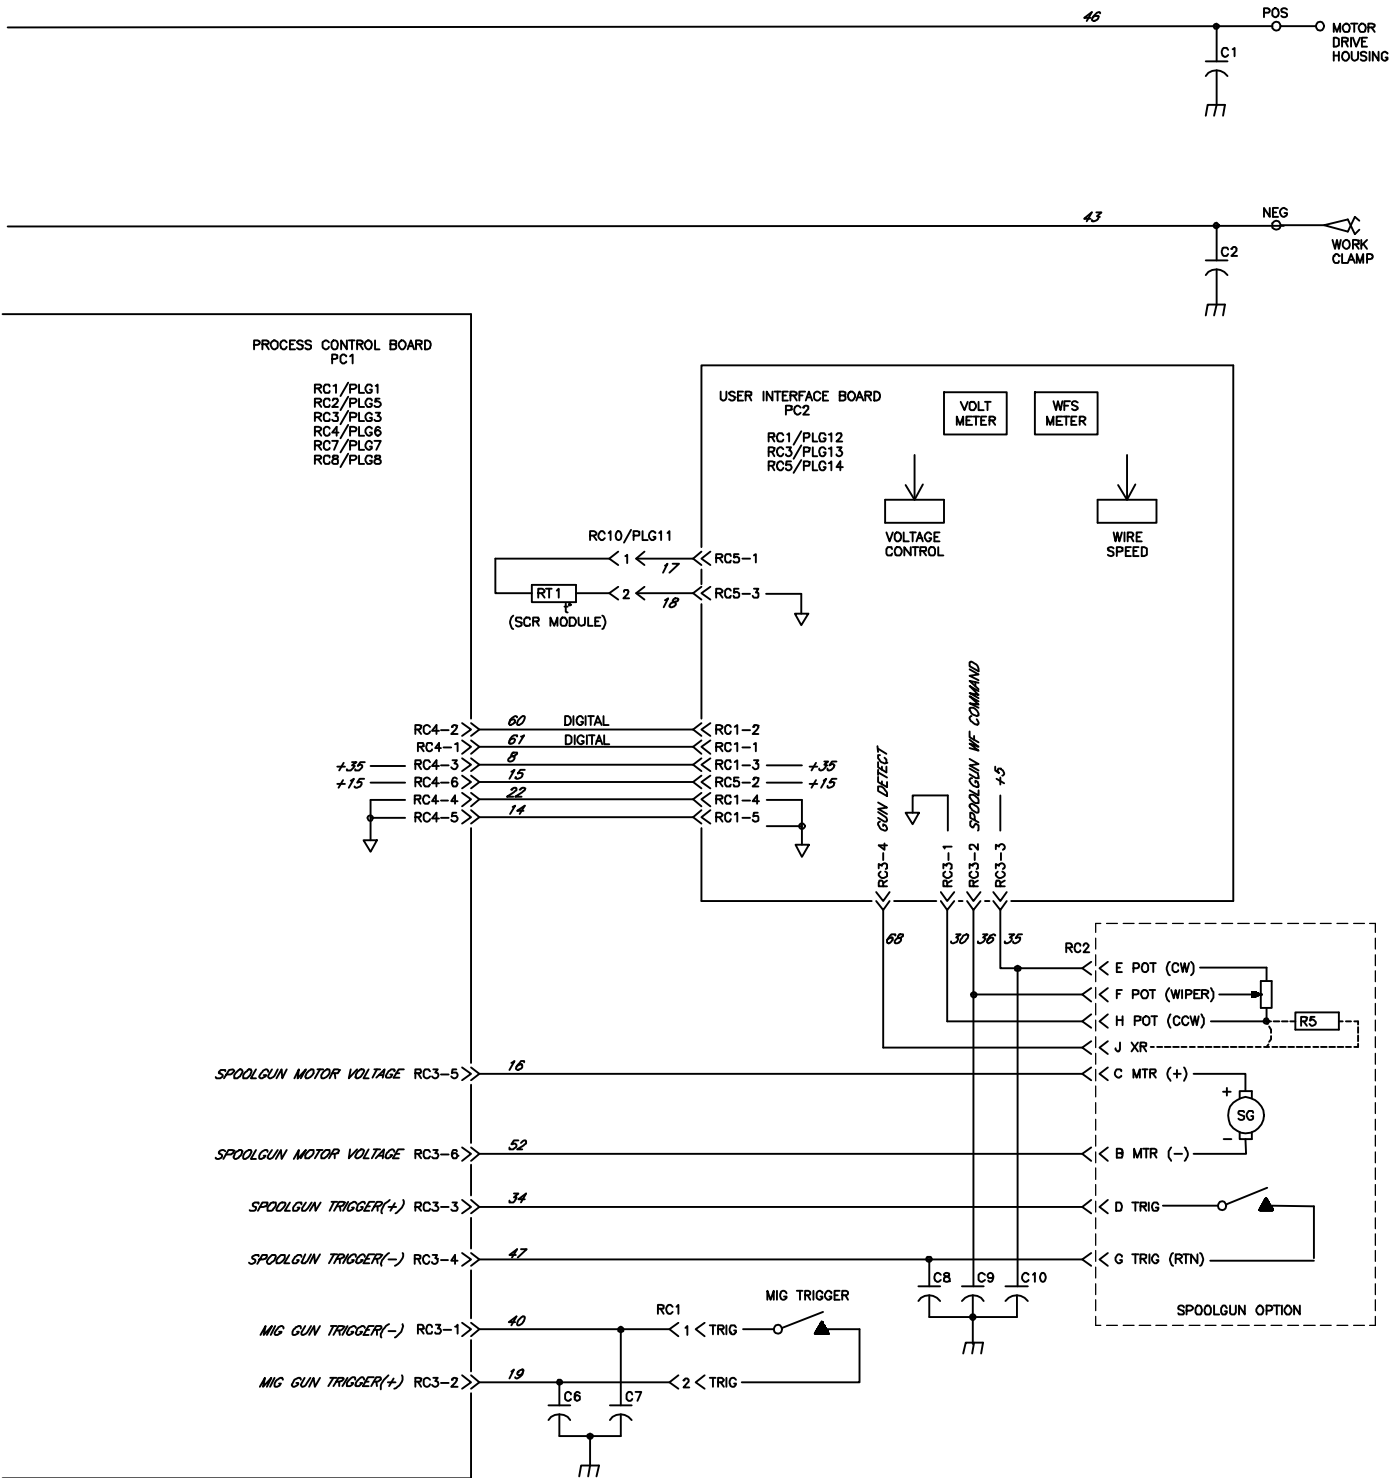 46
POS
MOTOR
DRIVE
HOUSING
C1
43
NEG
WORK
CLAMP
C2
PROCESS CONTROL BOARD
PC1
RC1/PLG1
RC2/PLG5
RC3/PLG3
RC4/PLG6
RC7/PLG7
RC8/PLG8
USER INTERFACE BOARD
PC2
RC1/PLG12
RC3/PLG13
RC5/PLG14
VOLT
METER
WFS
METER
VOLTAGE
CONTROL
WIRE
SPEED
RC10/PLG11
1
17
RC5-1
RT1
t°
2
18
RC5-3
(SCR MODULE)
RC4-2 60 DIGITAL RC1-2
RC4-1 61 DIGITAL RC1-1
+35 RC4-3 8 RC1-3 +35
+15 RC4-6 15 RC5-2 +15
RC4-4 22 RC1-4
RC4-5 14 RC1-5
RC3-4 GUN DETECT
RC3-1
RC3-2 SPOOLGUN WF COMMAND
RC3-3 +5
68
30
36
35
RC2
E POT (CW)
F POT (WIPER)
H POT (CCW)
R5
J XR
SPOOLGUN MOTOR VOLTAGE RC3-5 16 C MTR (+)
+
SG
-
SPOOLGUN MOTOR VOLTAGE RC3-6 52 B MTR (-)
SPOOLGUN TRIGGER(+) RC3-3 34 D TRIG
SPOOLGUN TRIGGER(-) RC3-4 47 G TRIG (RTN)
C8
C9
C10
SPOOLGUN OPTION
MIG TRIGGER
RC1
MIG GUN TRIGGER(-) RC3-1 40 1 TRIG
MIG GUN TRIGGER(+) RC3-2 19 2 TRIG
C6
C7